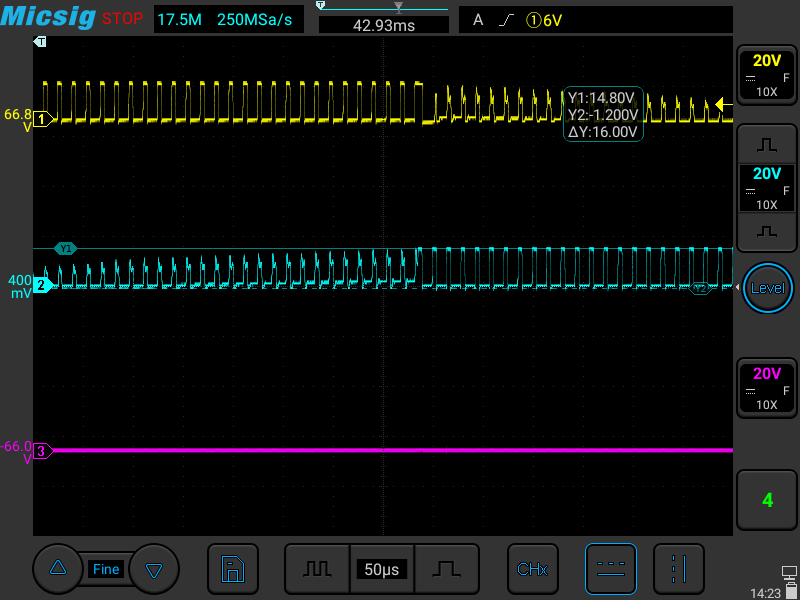 Micsig STOP 17.5M 250MSa/s T 42.93ms A ①6V
T
20V
F
10X
66.8
V
1
Y1:14.80V
Y2:-1.200V
ΔY:16.00V
20V
F
10X
Y1
400
mV
2
Y2
Level
20V
F
10X
-66.0
V
3
4
Fine
50µs
CHx
14:23